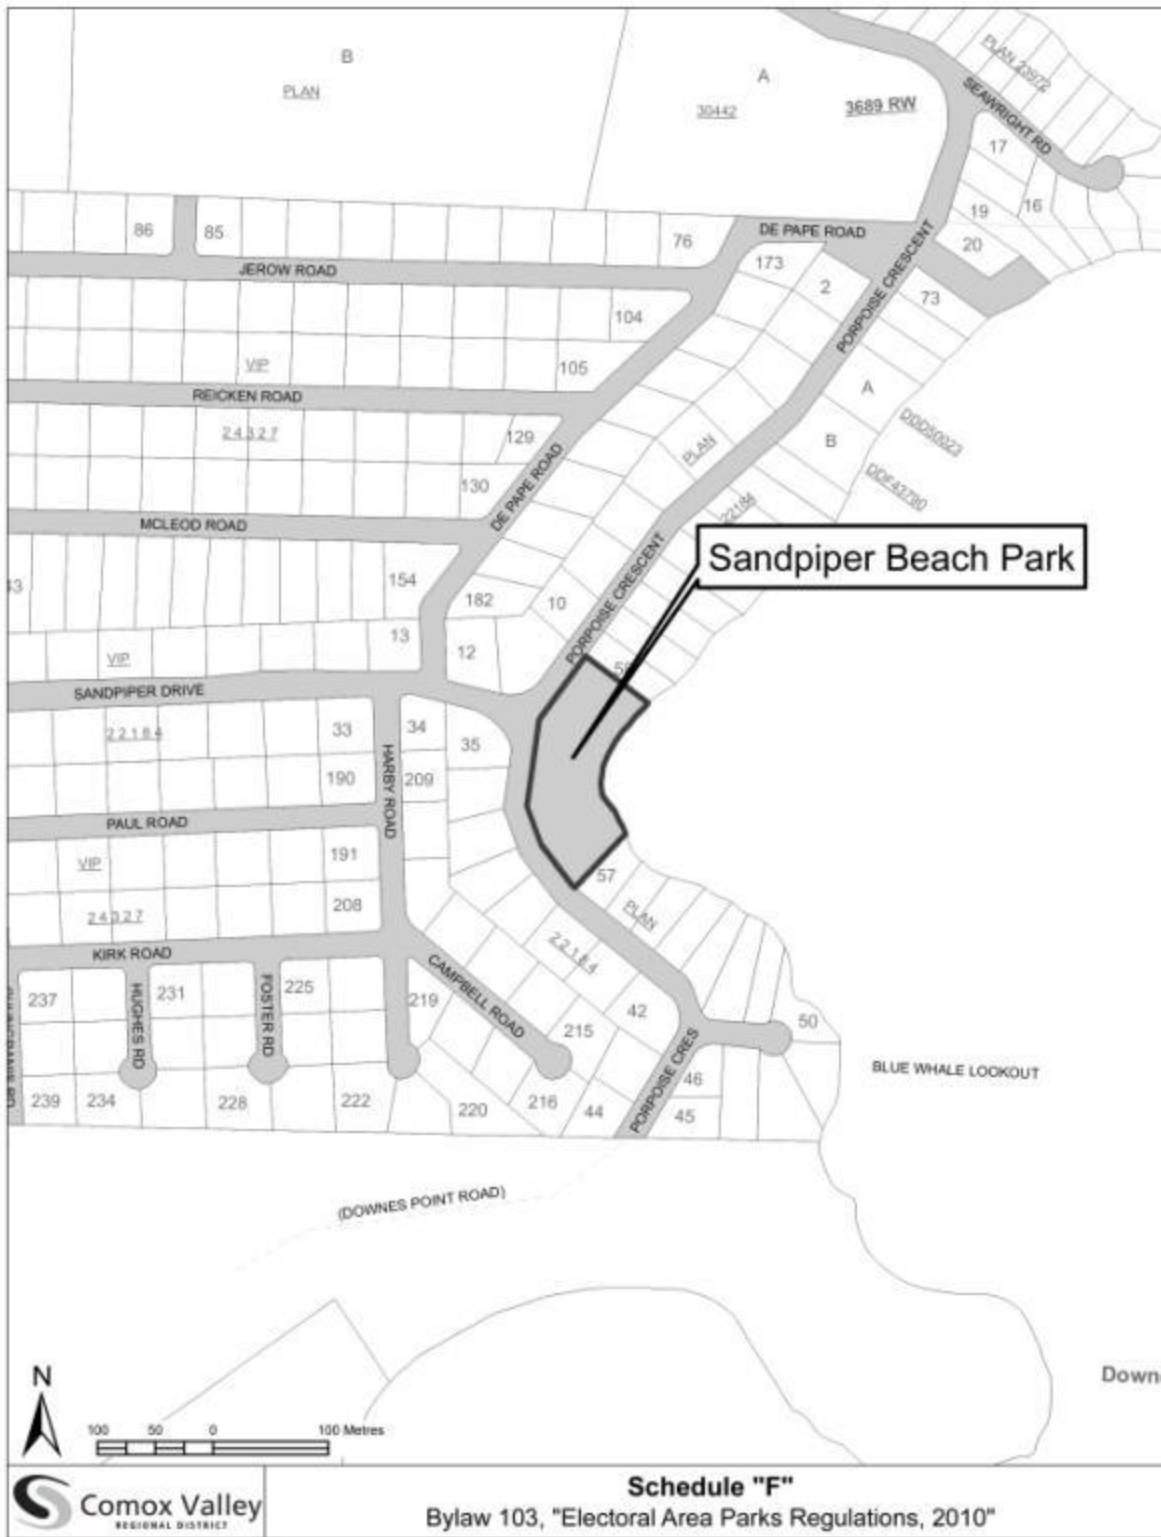 B
PLAN
A
30442
3689 RW
PLAN 23972
SEAWRIGHT RD
17
16
19
20
86
85
76
DE PAPE ROAD
JEROW ROAD
173
2
PORPOISE CRESCENT
73
104
VIP
105
REICKEN ROAD
A
24327
129
PLAN
B
DDD50023
130
DE PAPE ROAD
DDF43790
MCLEOD ROAD
22184
Sandpiper Beach Park
154
182
10
PORPOISE CRESCENT
13
VIP
12
SANDPIPER DRIVE
22184
33
34
35
190
HARBY ROAD
209
PAUL ROAD
VIP
191
57
24327
208
PLAN
22184
KIRK ROAD
CAMPBELL ROAD
237
HUGHES RD
231
FOSTER RD
225
219
215
42
50
PORPOISE CRES
BLUE WHALE LOOKOUT
46
239
234
228
222
220
216
44
45
(DOWNES POINT ROAD)
Down
N
100 50 0 100 Metres
Comox Valley
REGIONAL DISTRICT
Schedule "F"
Bylaw 103, "Electoral Area Parks Regulations, 2010"